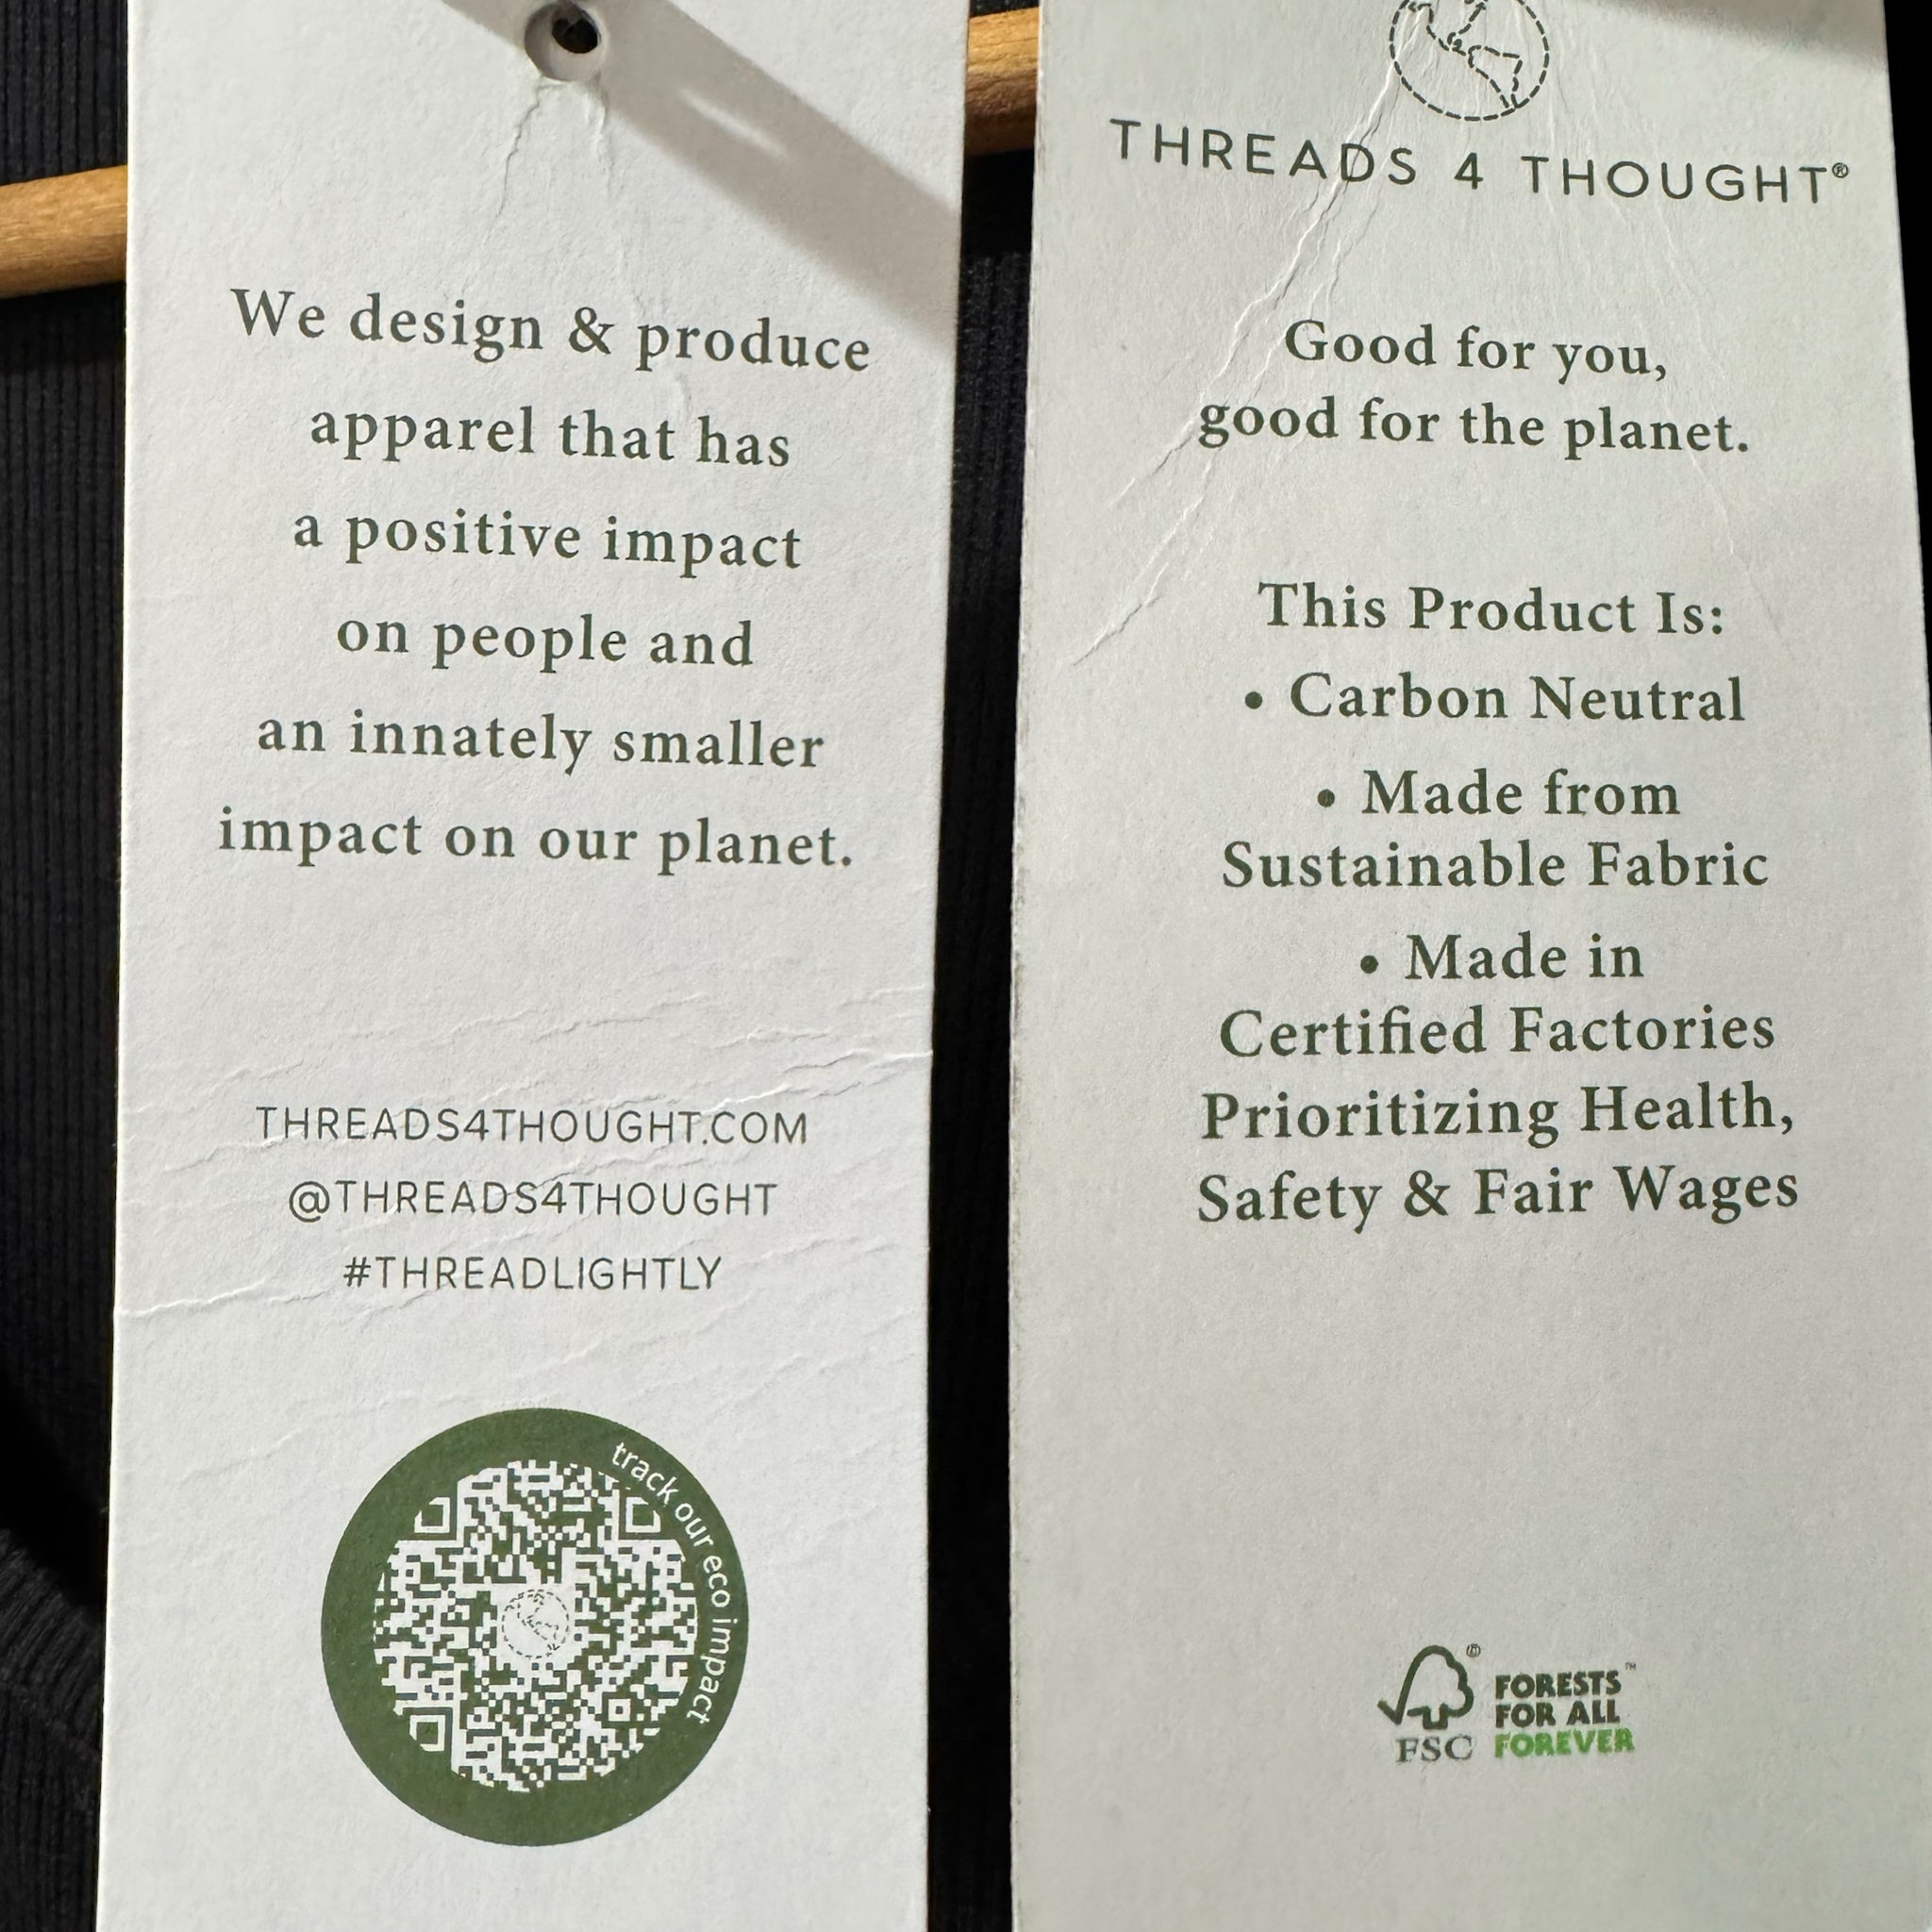 We design & produce
apparel that has
a positive impact
on people and
an innately smaller
impact on our planet.
THREADS4THOUGHT.COM
@THREADS4THOUGHT
#THREADLIGHTLY
track our eco impact
THREADS 4 THOUGHT®
Good for you,
good for the planet.
This Product Is:
• Carbon Neutral
• Made from
Sustainable Fabric
• Made in
Certified Factories
Prioritizing Health,
Safety & Fair Wages
©
FSC
FORESTS™
FOR ALL
FOREVER